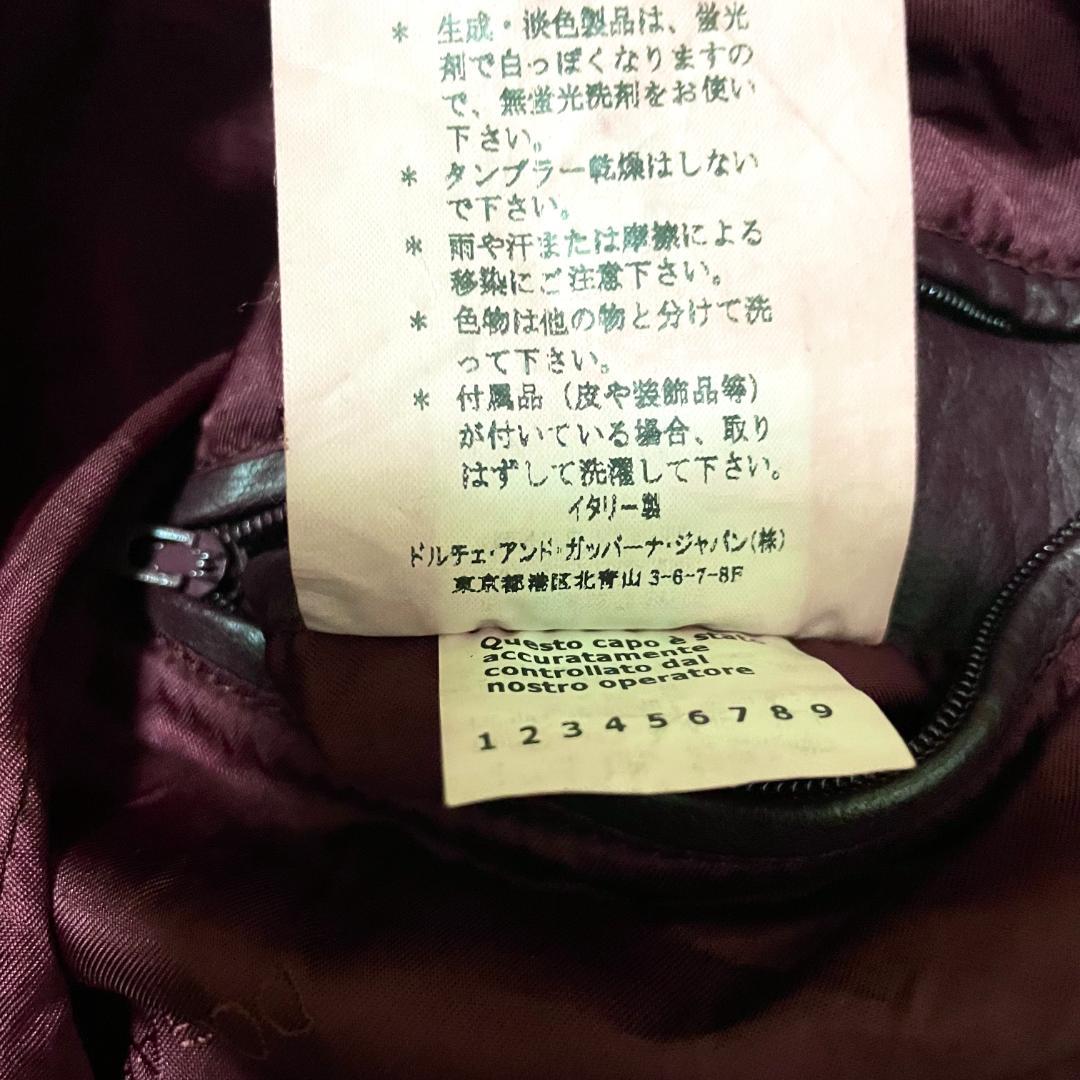 * 生成・淡色製品は、蛍光
剤で白っぽくなりますの
で、無蛍光洗剤をお使い
下さい。
* タンブラー乾燥はしない
で下さい。
* 雨や汗または摩擦による
移染にご注意下さい。
* 色物は他の物と分けて洗
って下さい。
* 付属品（皮や装飾品等）
が付いている場合、取り
はずして洗濯して下さい。
イタリー製
ドルチェ・アンド・ガッバーナ・ジャパン(株)
東京都港区北青山 3-6-7-8F
Questo capo è
accuratamente
controllato dal
nostro operatore
1 2 3 4 5 6 7 8 9